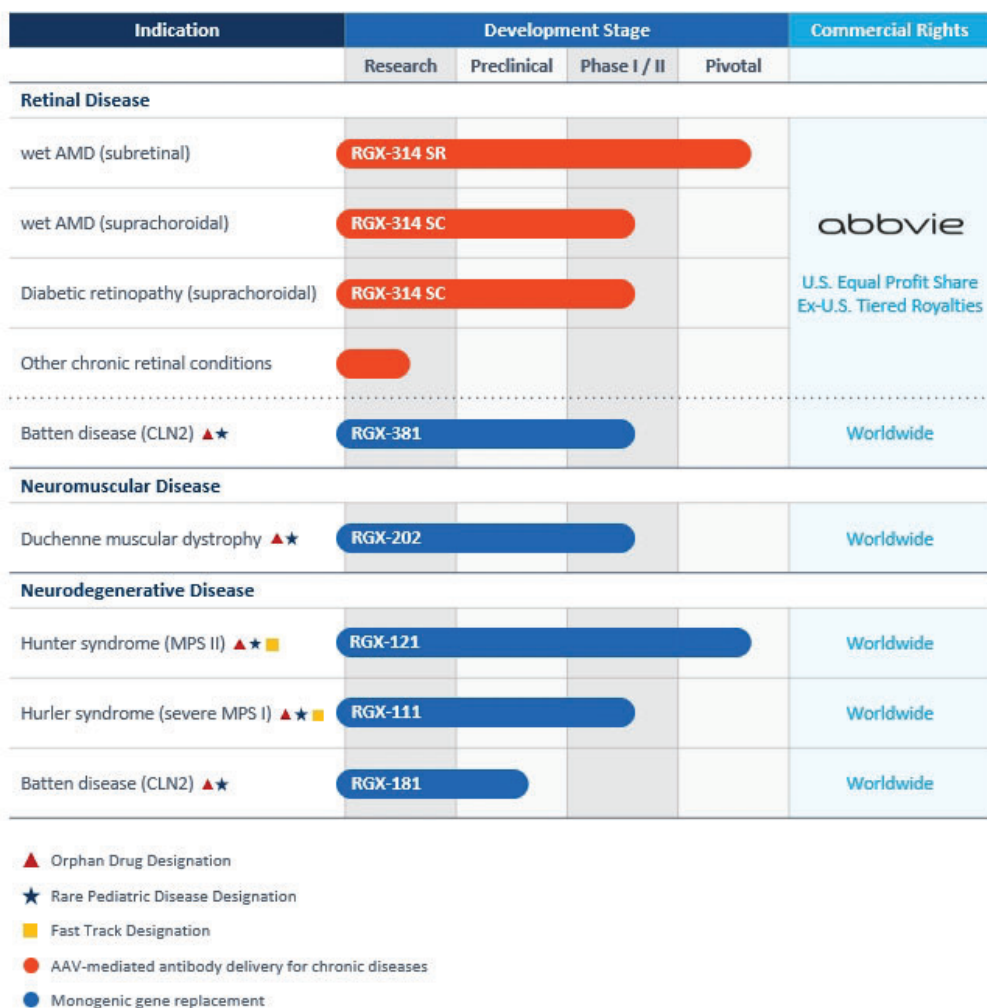 Indication Development Stage Commercial Rights
Research Preclinical Phase I / II Pivotal
Retinal Disease
wet AMD (subretinal) RGX-314 SR
wet AMD (suprachoroidal) RGX-314 SC
abbvie
Diabetic retinopathy (suprachoroidal) RGX-314 SC
U.S. Equal Profit Share
Ex-U.S. Tiered Royalties
Other chronic retinal conditions
Batten disease (CLN2) RGX-381 Worldwide
Neuromuscular Disease
Duchenne muscular dystrophy RGX-202 Worldwide
Neurodegenerative Disease
Hunter syndrome (MPS II) RGX-121 Worldwide
Hurler syndrome (severe MPS I) RGX-111 Worldwide
Batten disease (CLN2) RGX-181 Worldwide
Orphan Drug Designation
Rare Pediatric Disease Designation
Fast Track Designation
AAV-mediated antibody delivery for chronic diseases
Monogenic gene replacement